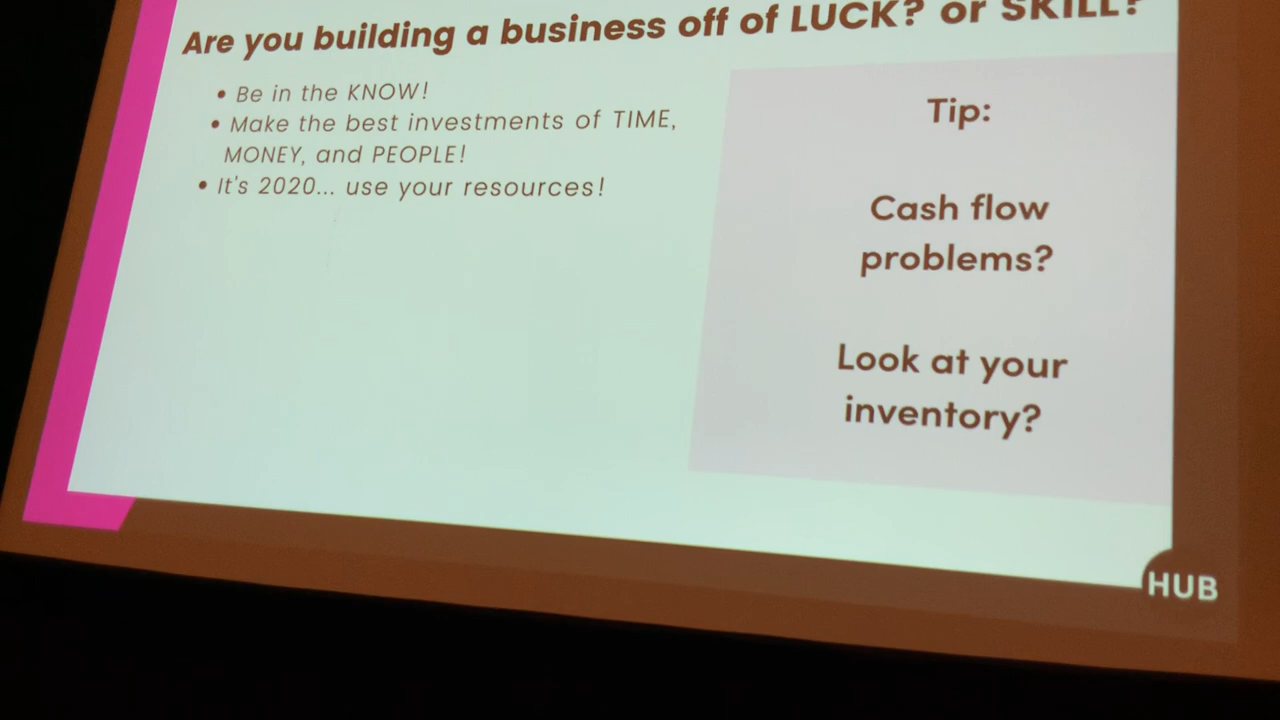 Are you building a business off of LUCK? or SKILL?
• Be in the KNOW!
• Make the best investments of TIME,
MONEY, and PEOPLE!
• It's 2020... use your resources!
Tip:
Cash flow
problems?
Look at your
inventory?
HUB